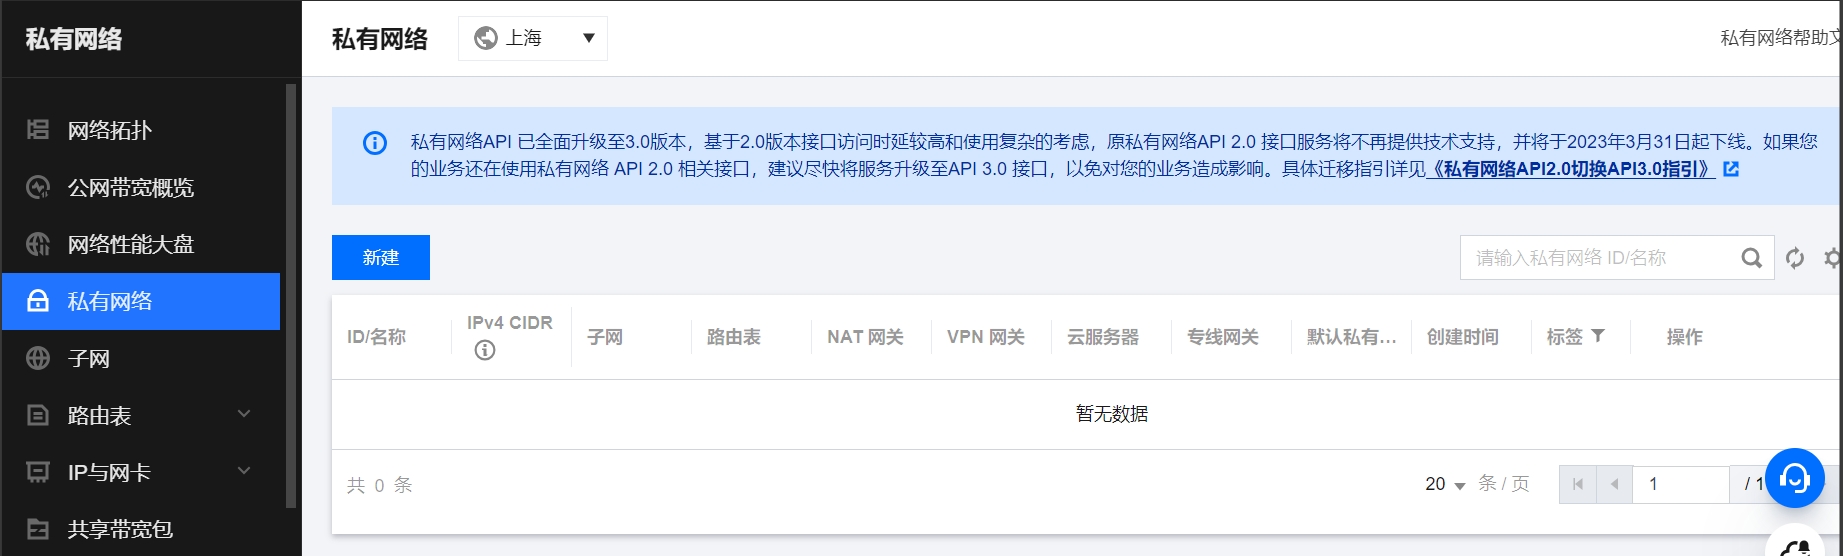 私有网络
网络拓扑
公网带宽概览
网络性能大盘
私有网络
子网
路由表
IP与网卡
共享带宽包
私有网络
上海
私有网络帮助文
私有网络API 已全面升级至3.0版本，基于2.0版本接口访问时延较高和使用复杂的考虑，原私有网络API 2.0 接口服务将不再提供技术支持，并将于2023年3月31日起下线。如果您
的业务还在使用私有网络 API 2.0 相关接口，建议尽快将服务升级至API 3.0 接口，以免对您的业务造成影响。具体迁移指引详见《私有网络API2.0切换API3.0指引》
新建
请输入私有网络 ID/名称
ID/名称
IPv4 CIDR
子网
路由表
NAT 网关
VPN 网关
云服务器
专线网关
默认私有...
创建时间
标签
操作
暂无数据
共 0 条
20 条 / 页
1
/ 1